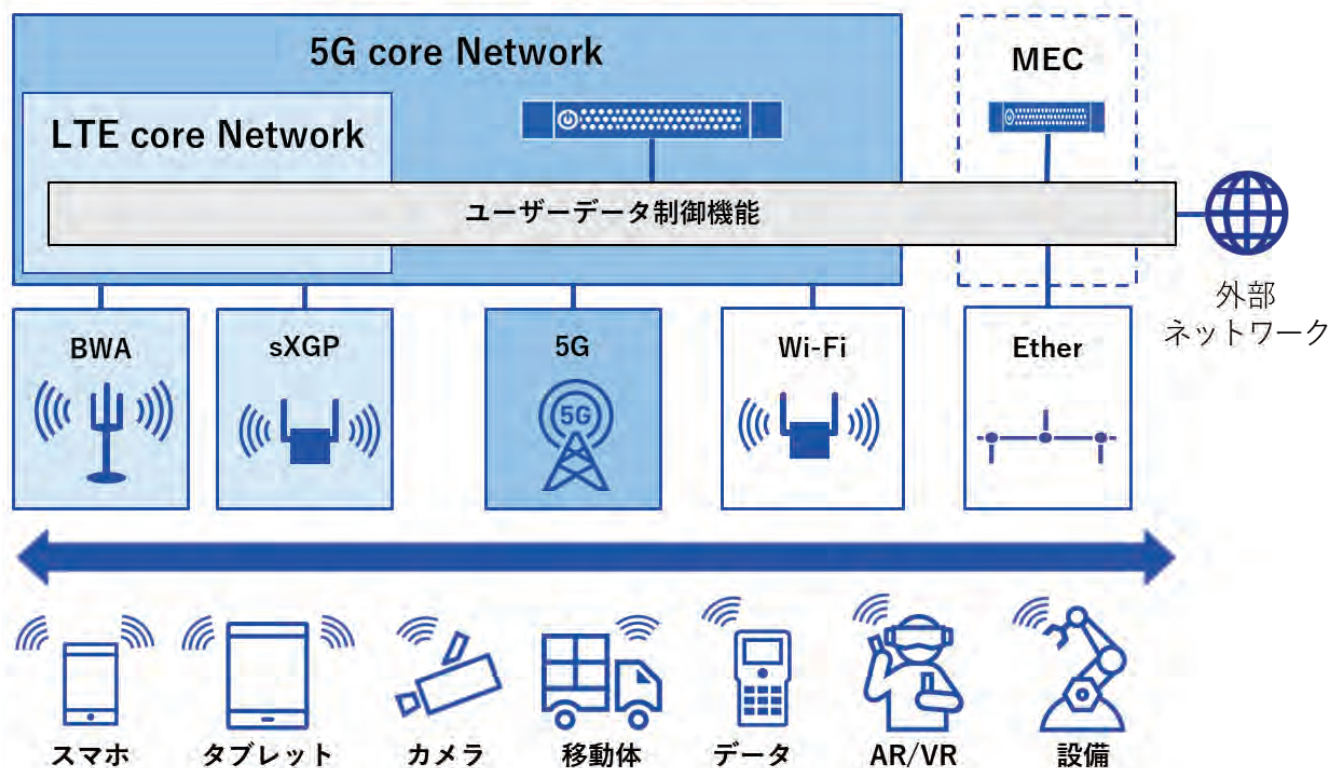 5G core Network
MEC
LTE core Network
ユーザーデータ制御機能
外部
ネットワーク
BWA
sXGP
5G
Wi-Fi
Ether
5G
スマホ
タブレット
カメラ
移動体
データ
AR/VR
設備